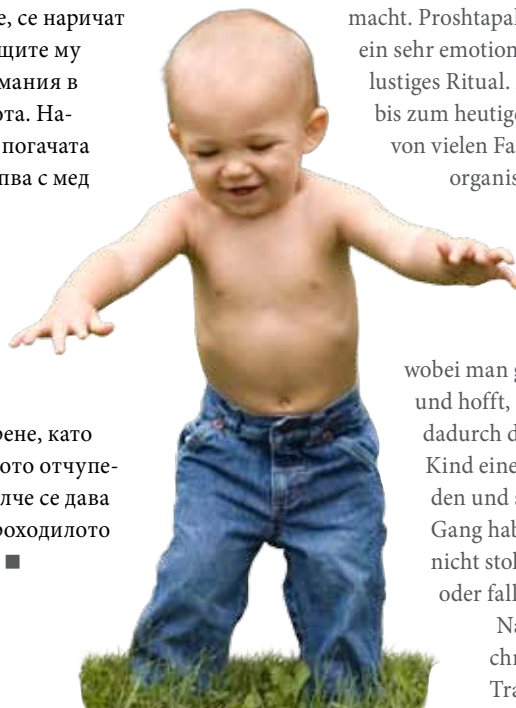 е, се наричат
щите му
мания в
ота. На-
погачата
пва с мед
рене, като
ото отчупе-
лче се дава
роходилото
■
macht. Proshtapal
ein sehr emotion
lustiges Ritual.
bis zum heutige
von vielen Fa
organis
wobei man g
und hofft,
dadurch d
Kind eine
den und
Gang hab
nicht stol
oder fall
Na
chr
Tra